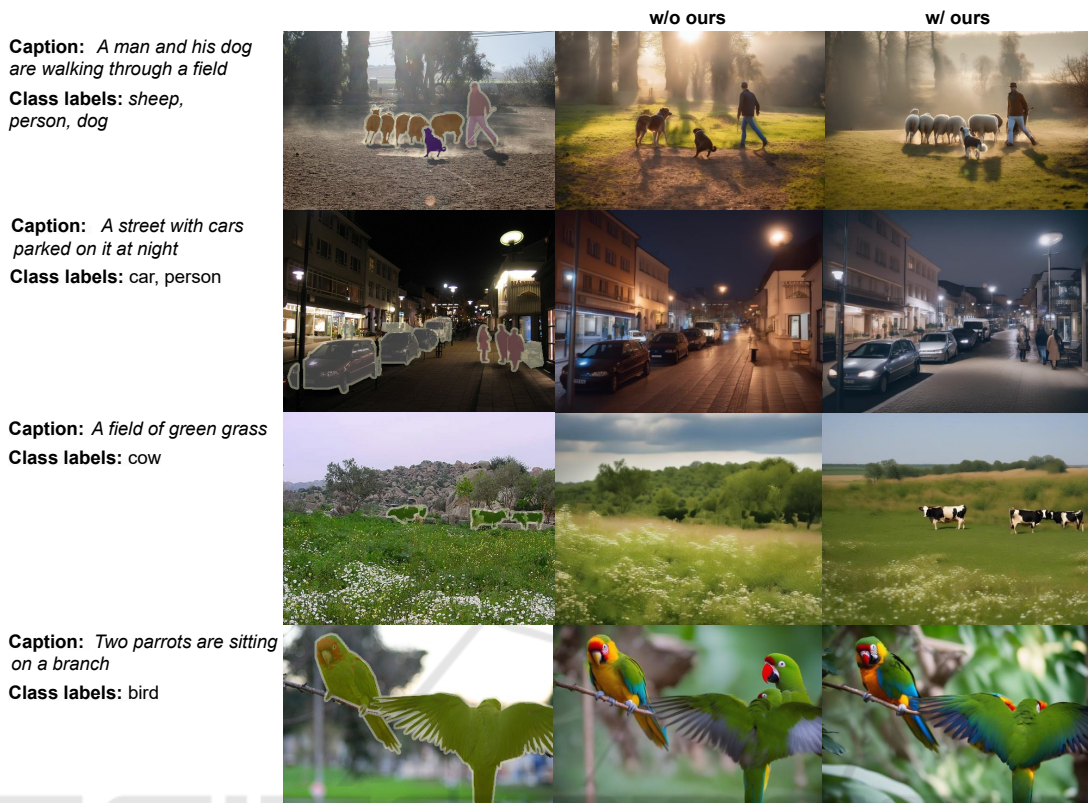 w/o ours
w/ ours
Caption: A man and his dog
are walking through a field
Class labels: sheep,
person, dog
Caption: A street with cars
parked on it at night
Class labels: car, person
Caption: A field of green grass
Class labels: cow
Caption: Two parrots are sitting
on a branch
Class labels: bird